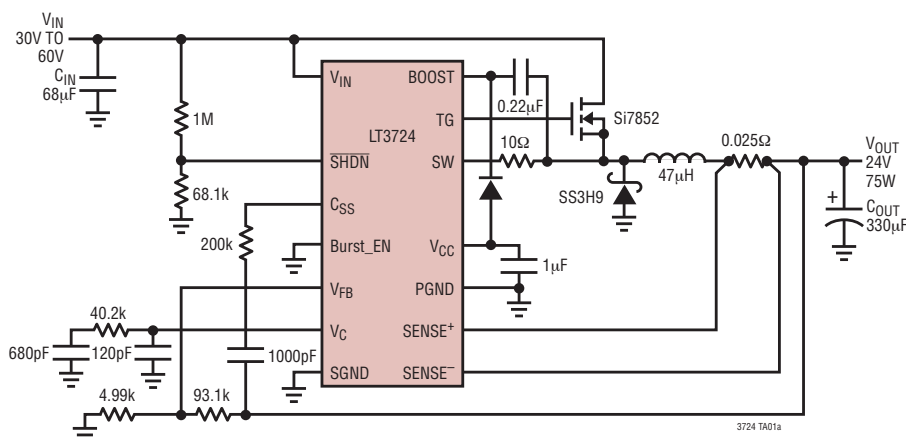 VIN
30V TO
60V
CIN
68µF
1M
68.1k
200k
40.2k
680pF
120pF
4.99k
93.1k
1000pF
VIN
SHDN
CSS
Burst_EN
VFB
VC
SGND
LT3724
BOOST
TG
SW
VCC
PGND
SENSE+
SENSE–
0.22µF
Si7852
10Ω
SS3H9
47µH
0.025Ω
1µF
VOUT
24V
75W
+
COUT
330µF
3724 TA01a